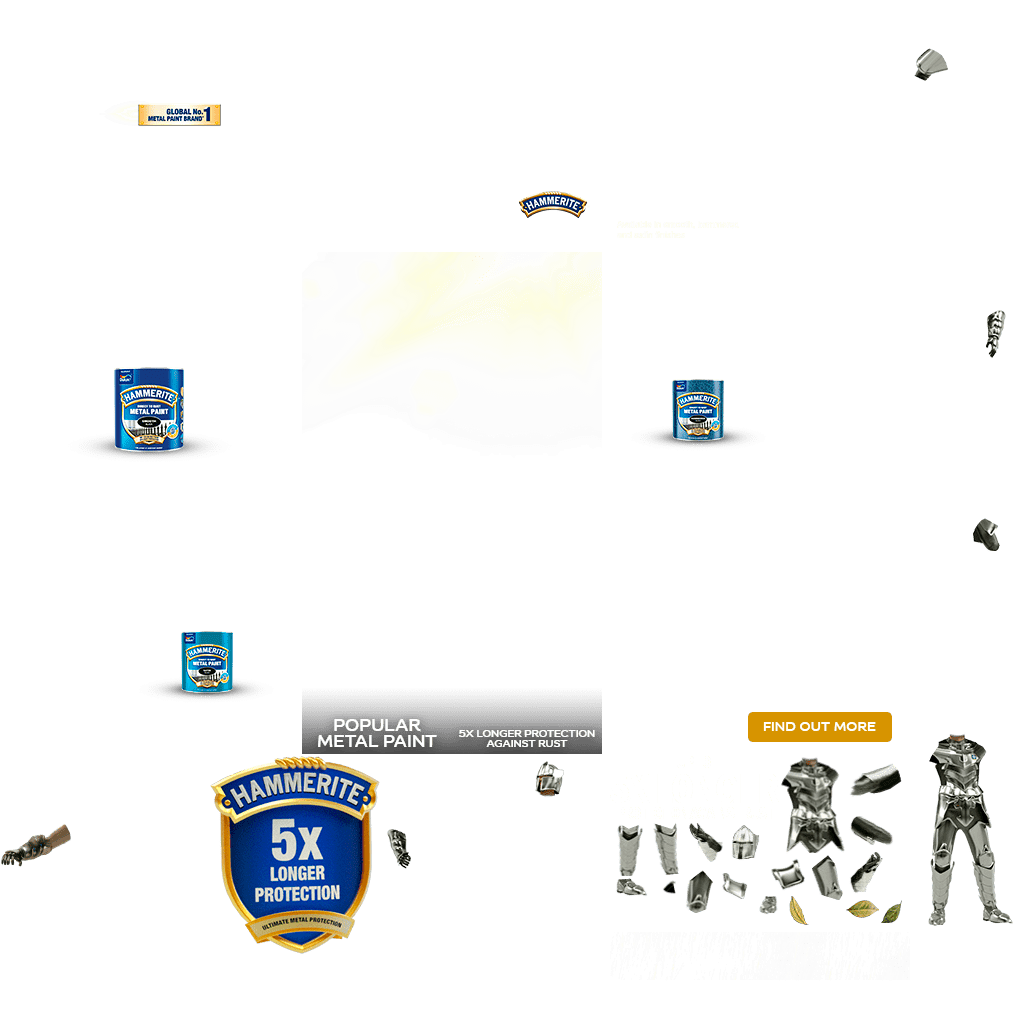 GLOBAL No.1
METAL PAINT BRAND*
HAMMERITE
HAMMERITE
METAL PAINT
HAMMERITE
METAL PAINT
HAMMERITE
METAL PAINT
POPULAR
METAL PAINT
5X LONGER PROTECTION
AGAINST RUST
FIND OUT MORE
HAMMERITE
5x
LONGER
PROTECTION
ULTIMATE METAL PROTECTION